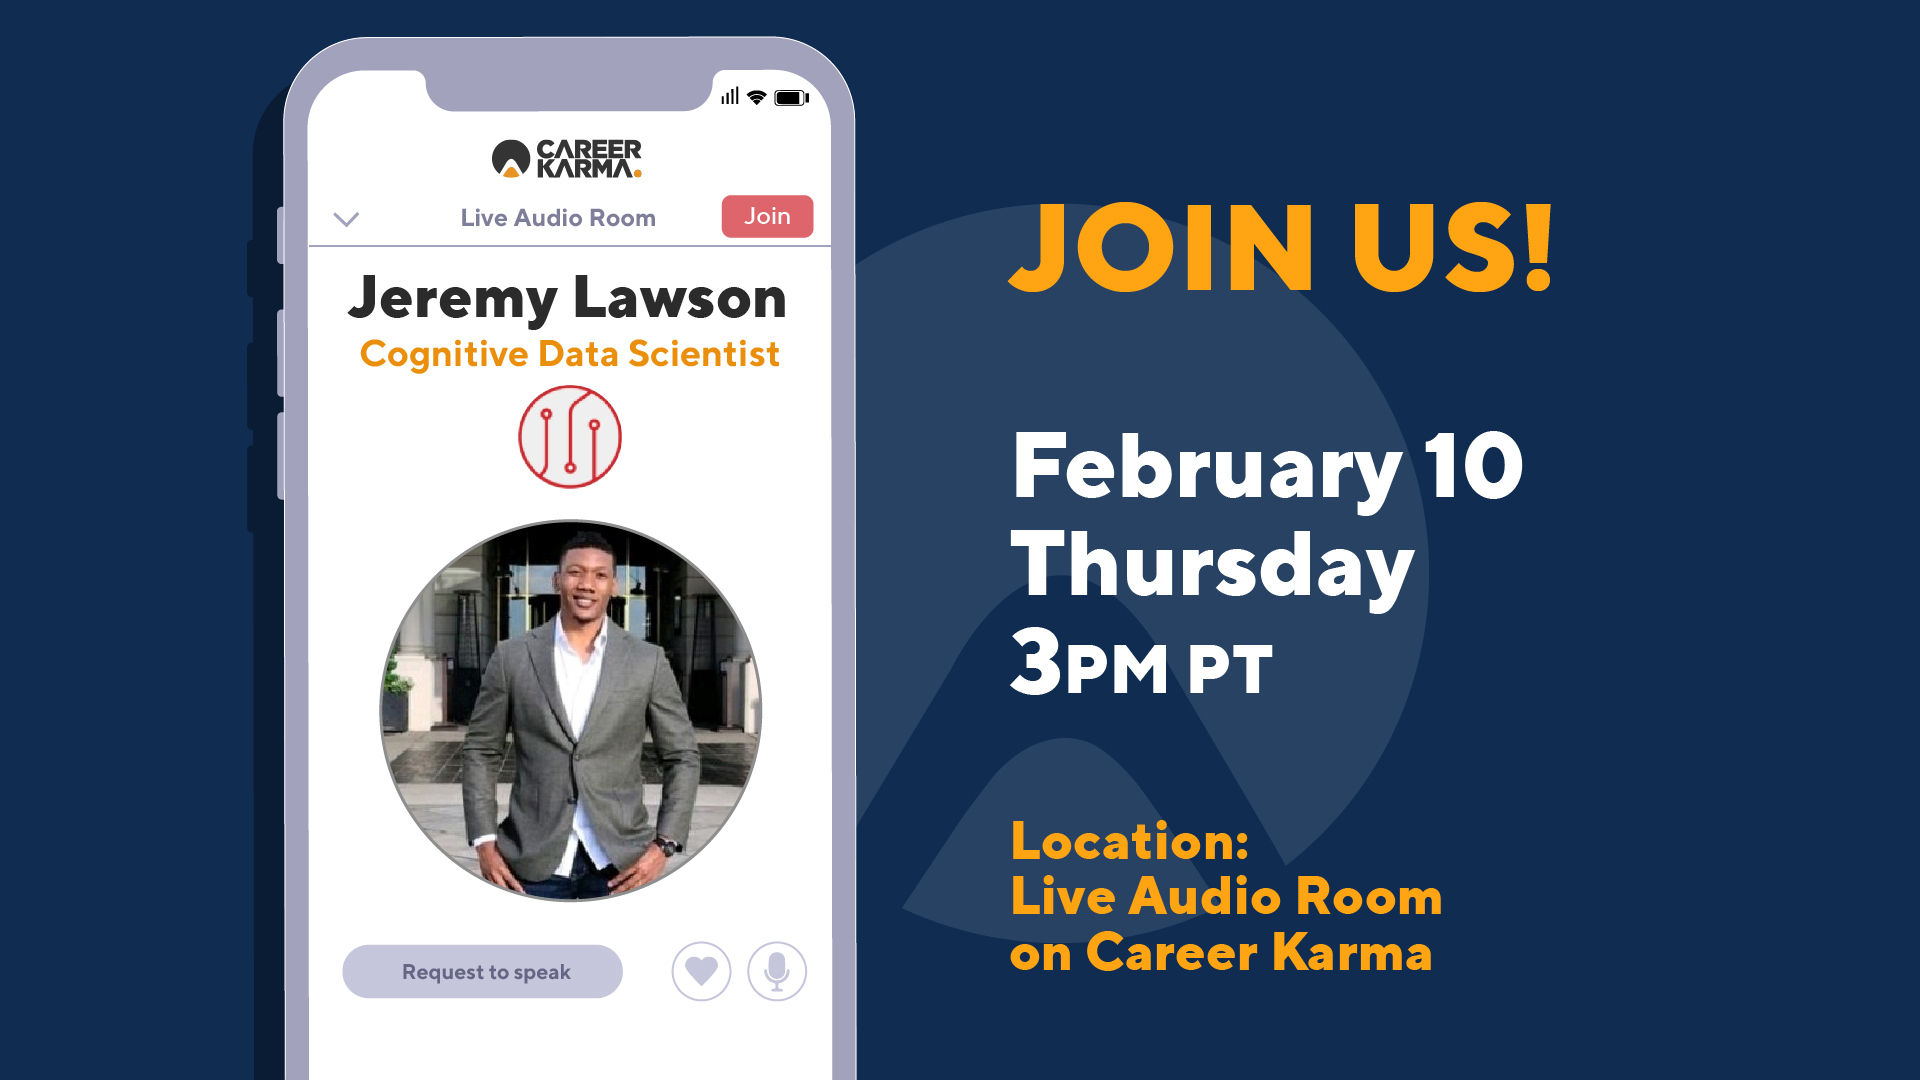 CAREER
KARMA.
Live Audio Room
Join
Jeremy Lawson
Cognitive Data Scientist
Request to speak
JOIN US!
February 10
Thursday
3PM PT
Location:
Live Audio Room
on Career Karma